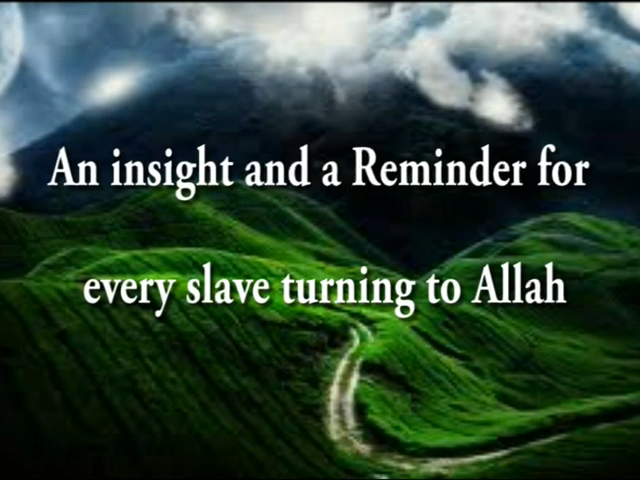 An insight and a Reminder for
every slave turning to Allah